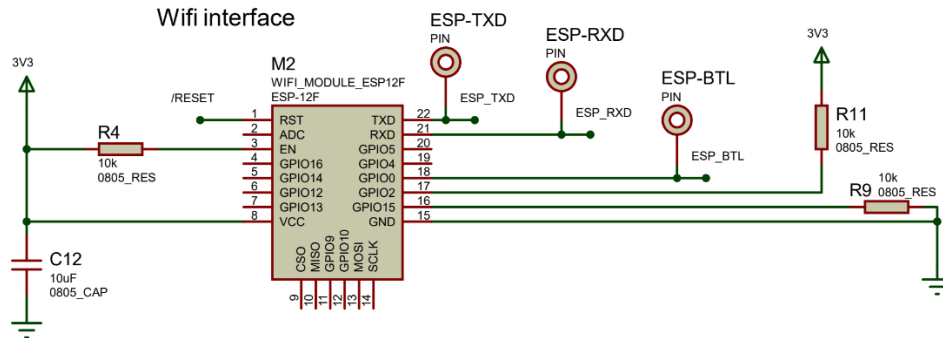 Wifi interface
ESP-TXD
PIN
ESP-RXD
PIN
ESP-BTL
PIN
3V3
3V3
M2
WIFI_MODULE_ESP12F
ESP-12F
/RESET
ESP_TXD
ESP_RXD
ESP_BTL
R4
10k
0805_RES
R11
10k
0805_RES
R9
10k
0805_RES
C12
10uF
0805_CAP
1 RST TXD 22
2 ADC RXD 21
3 EN GPIO5 20
4 GPIO16 GPIO4 19
5 GPIO14 GPIO0 18
6 GPIO12 GPIO2 17
7 GPIO13 GPIO15 16
8 VCC GND 15
CSO MISO GPIO9 GPIO10 MOSI SCLK
9 10 11 12 13 14